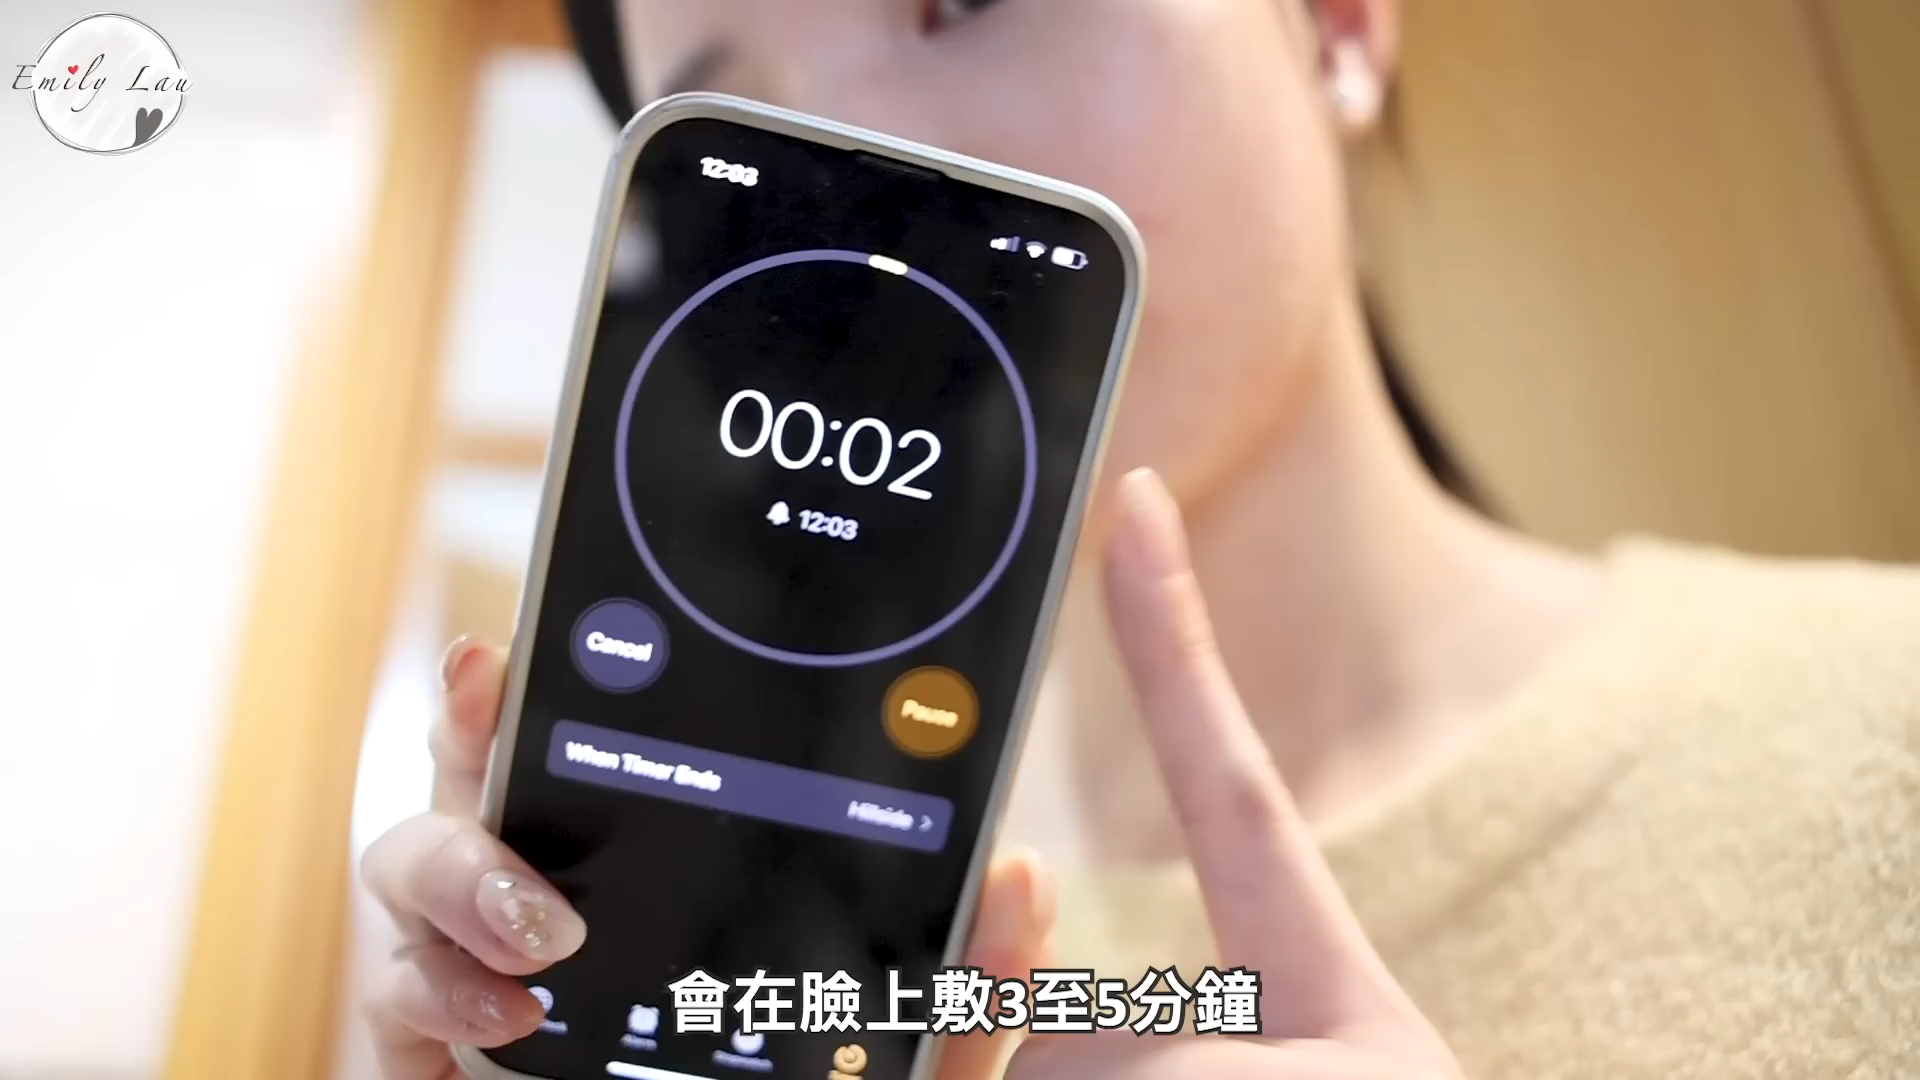 Emily Lau
12:03
00:02
12:03
Cancel
Pause
When Timer Ends
Hillside
會在臉上敷3至5分鐘